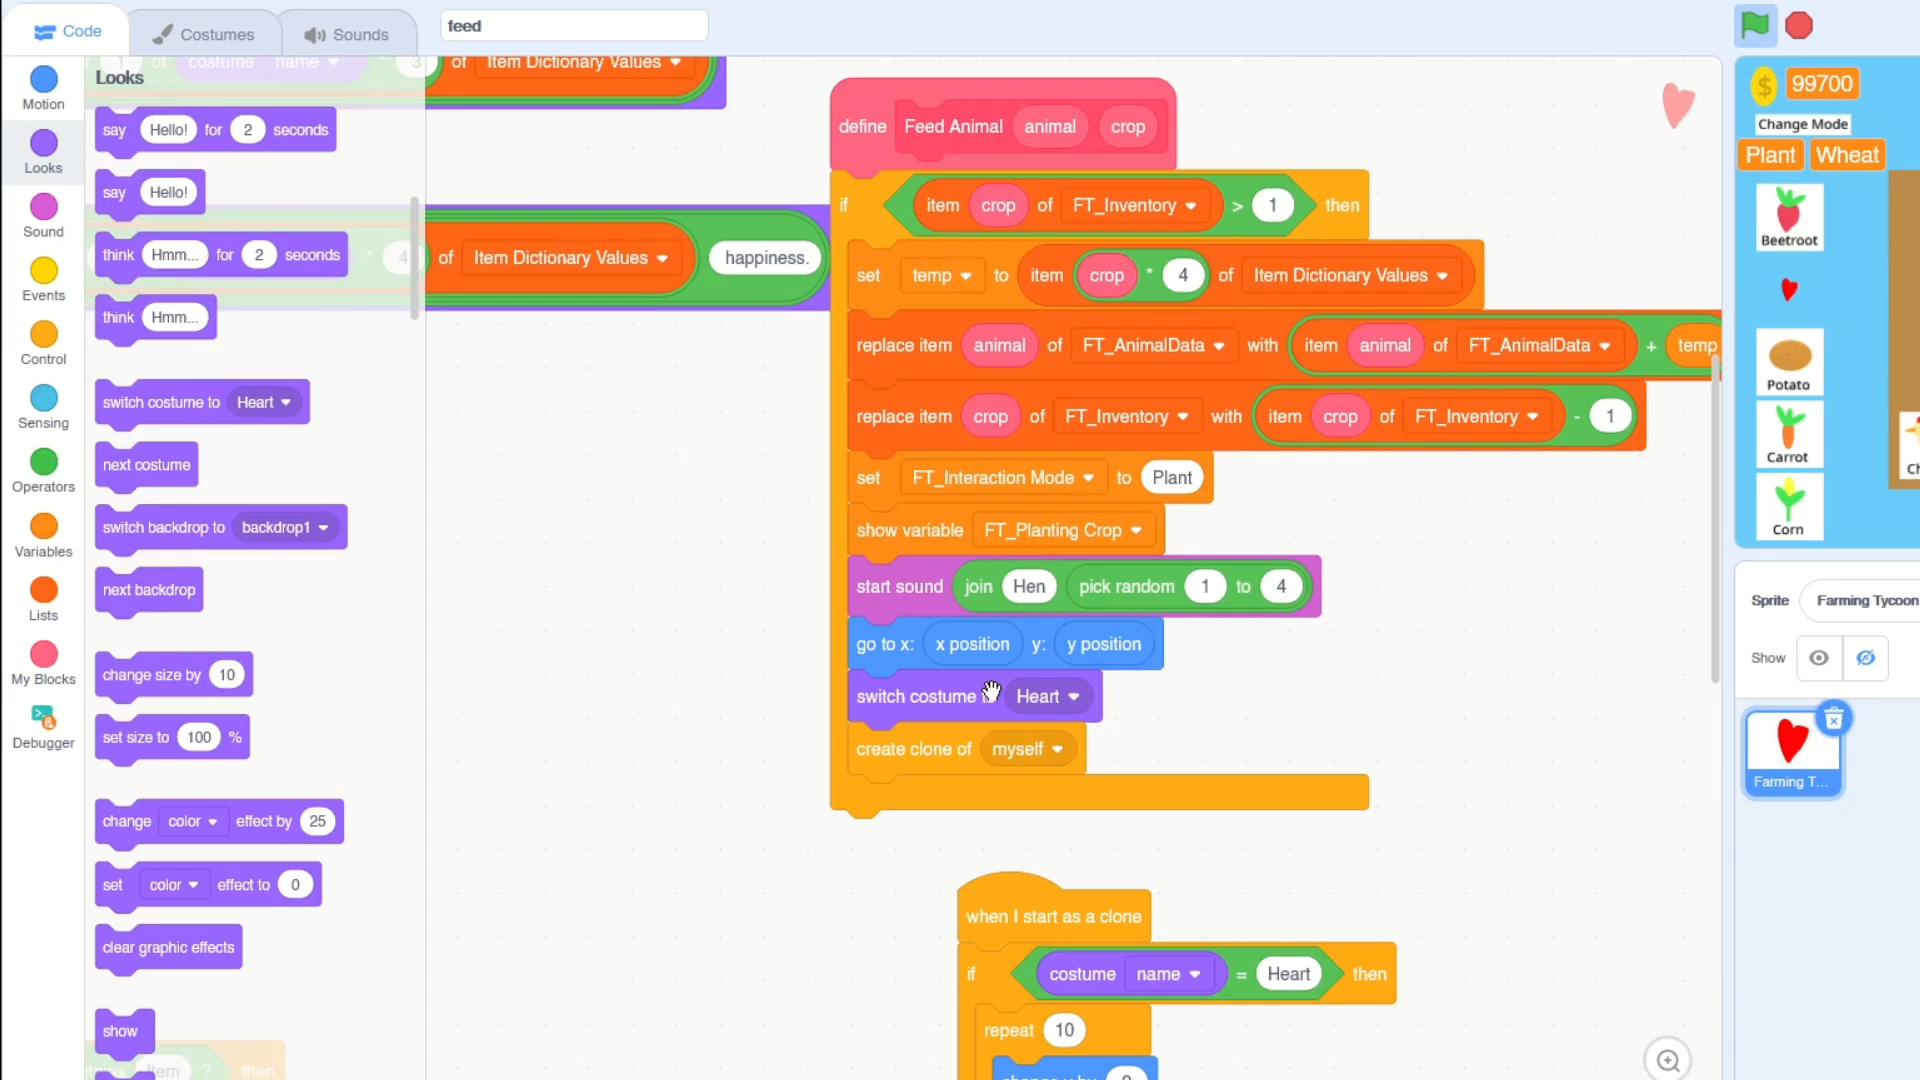 Code
Costumes
Sounds
feed
Motion
Looks
Sound
Events
Control
Sensing
Operators
Variables
Lists
My Blocks
Debugger
1 of costume name 3 of Item Dictionary Values
Looks
say Hello! for 2 seconds
say Hello!
think Hmm... for 2 seconds
* 4 of Item Dictionary Values happiness.
think Hmm...
switch costume to Heart
next costume
switch backdrop to backdrop1
next backdrop
change size by 10
set size to 100 %
change color effect by 25
set color effect to 0
clear graphic effects
show
Item ? then
define Feed Animal animal crop
if item crop of FT_Inventory > 1 then
set temp to item crop * 4 of Item Dictionary Values
replace item animal of FT_AnimalData with item animal of FT_AnimalData + temp
replace item crop of FT_Inventory with item crop of FT_Inventory - 1
set FT_Interaction Mode to Plant
show variable FT_Planting Crop
start sound join Hen pick random 1 to 4
go to x: x position y: y position
switch costume Heart
create clone of myself
when I start as a clone
if costume name = Heart then
repeat 10
$ 99700
Change Mode
Plant Wheat
Beetroot
Potato
Carrot
Corn
Sprite Farming Tycoon
Show
Farming T...